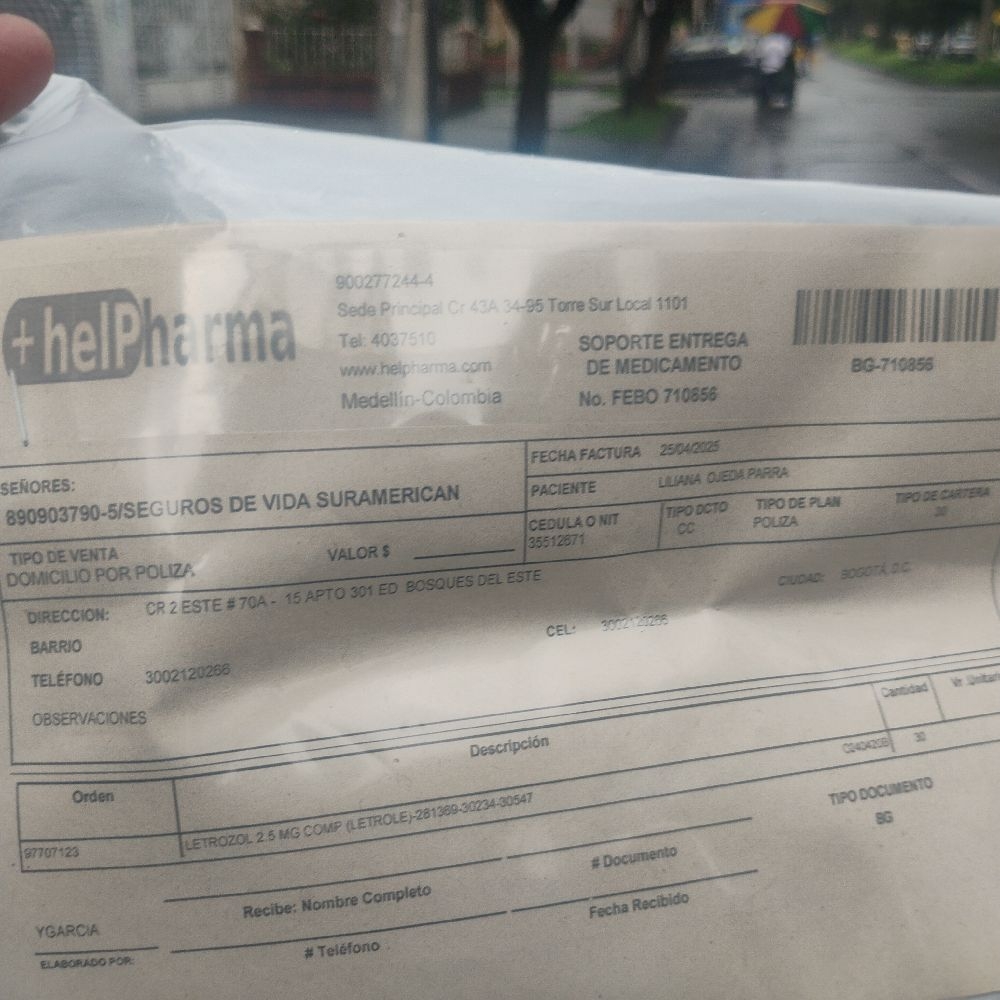 +helPharma
900277244-4
Sede Principal Cr 43A 34-95 Torre Sur Local 1101
Tel: 4037510
www.helpharma.com
Medellín-Colombia
SOPORTE ENTREGA
DE MEDICAMENTO
No. FEBO 710856
BG-710856
SEÑORES:
890903790-5/SEGUROS DE VIDA SURAMERICAN
FECHA FACTURA 25/04/2025
PACIENTE LILIANA OJEDA PARRA
CEDULA O NIT
35512671
TIPO DCTO
CC
TIPO DE PLAN
POLIZA
TIPO DE CARTERA
30
TIPO DE VENTA
DOMICILIO POR POLIZA
VALOR $
DIRECCION: CR 2 ESTE # 70A - 15 APTO 301 ED BOSQUES DEL ESTE
CIUDAD: BOGOTÁ, D.C.
BARRIO
TELÉFONO 3002120266
CEL: 3002120266
OBSERVACIONES
Orden
Descripción
Cantidad
Vr. Unitar
97707123
LETROZOL 2.5 MG COMP (LETROLE)-281369-30234-30547
30
TIPO DOCUMENTO
BG
Recibe: Nombre Completo
# Documento
YGARCIA
ELABORADO POR:
# Teléfono
Fecha Recibido